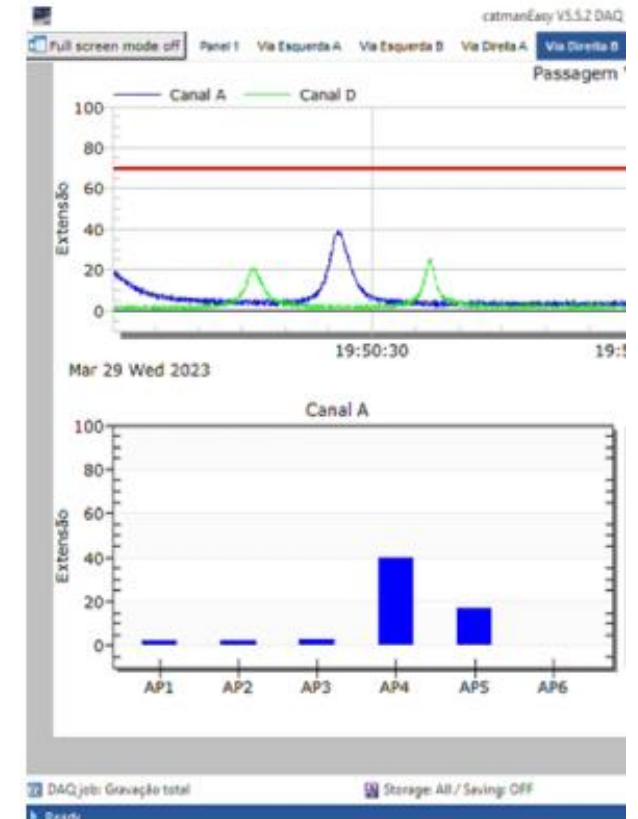 catmanEasy V5.5.2 DAQ
Full screen mode off Panel 1 Via Esquerda A Via Esquerda B Via Direita A Via Direita B
Passagem
Canal A Canal D
100
80
60
40
20
0
Extensão
19:50:30 19:5
Mar 29 Wed 2023
Canal A
100
80
60
40
20
0
Extensão
AP1 AP2 AP3 AP4 AP5 AP6
DAQ job: Gravação total Storage: All / Saving: OFF
Ready